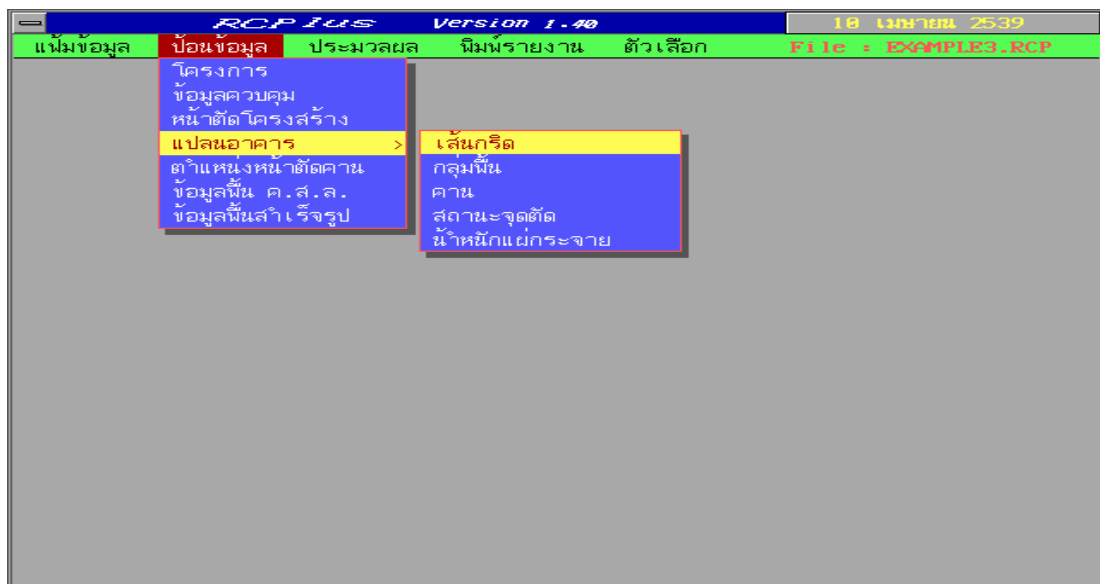 RCPlus Version 1.40 10 เมษายน 2539
แฟ้มข้อมูล ป้อนข้อมูล ประมวลผล พิมพ์รายงาน ตัวเลือก File : EXAMPLE3.RCP
โครงการ
ข้อมูลควบคุม
หน้าตัดโครงสร้าง
แปลนอาคาร >
ตำแหน่งหน้าตัดคาน
ข้อมูลพื้น ค.ส.ล.
ข้อมูลพื้นสำเร็จรูป
เส้นกริด
กลุ่มพื้น
คาน
สถานะจุดตัด
น้ำหนักแผ่กระจาย